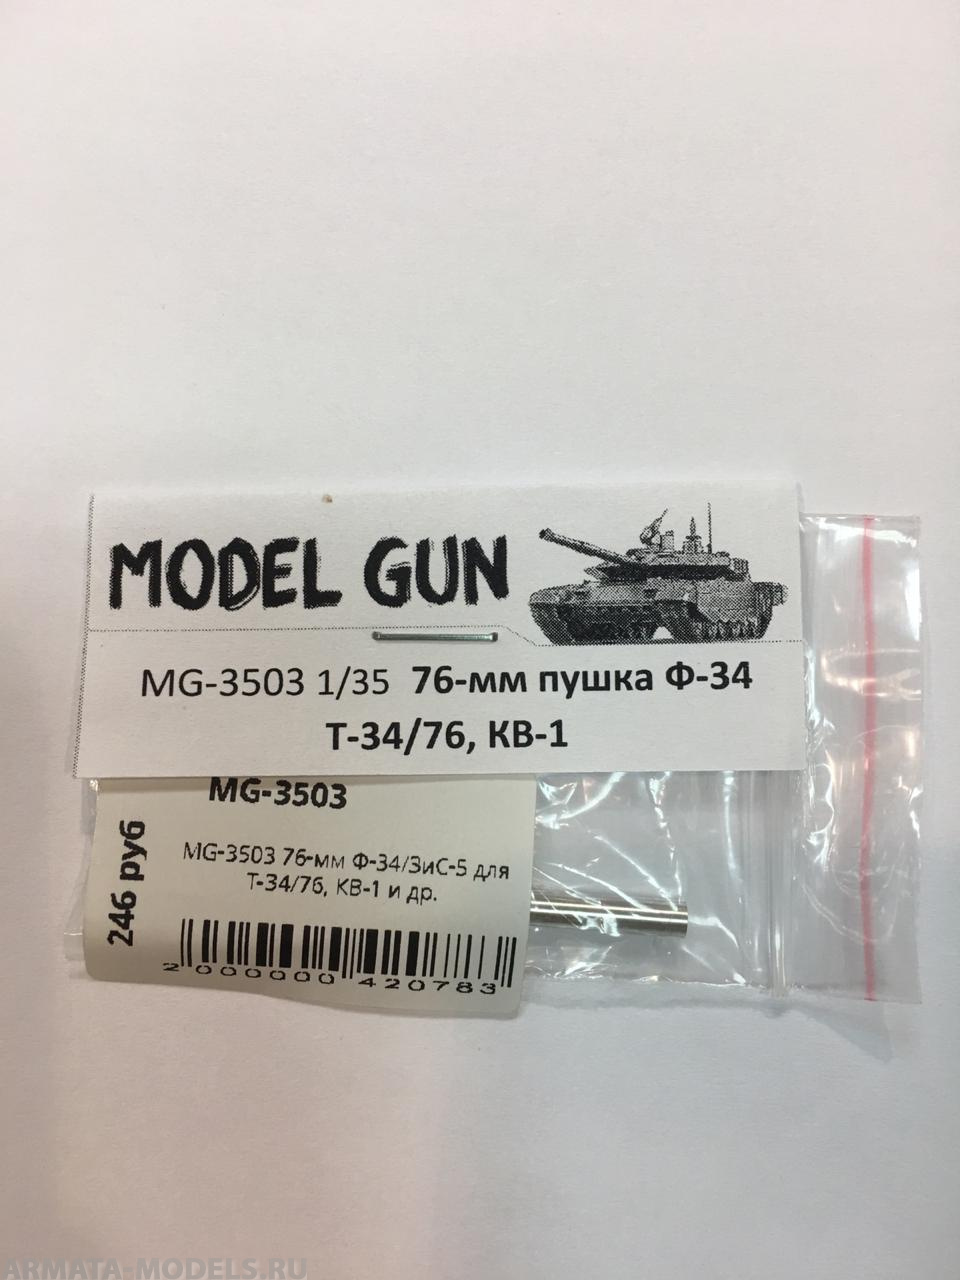 MODEL GUN
MG-3503 1/35 76-мм пушка Ф-34
Т-34/76, КВ-1
MG-3503
246 руб
MG-3503 76-мм Ф-34/ЗиС-5 для
Т-34/76, КВ-1 и др.
2 000000 420783
ARMATA-MODELS.RU